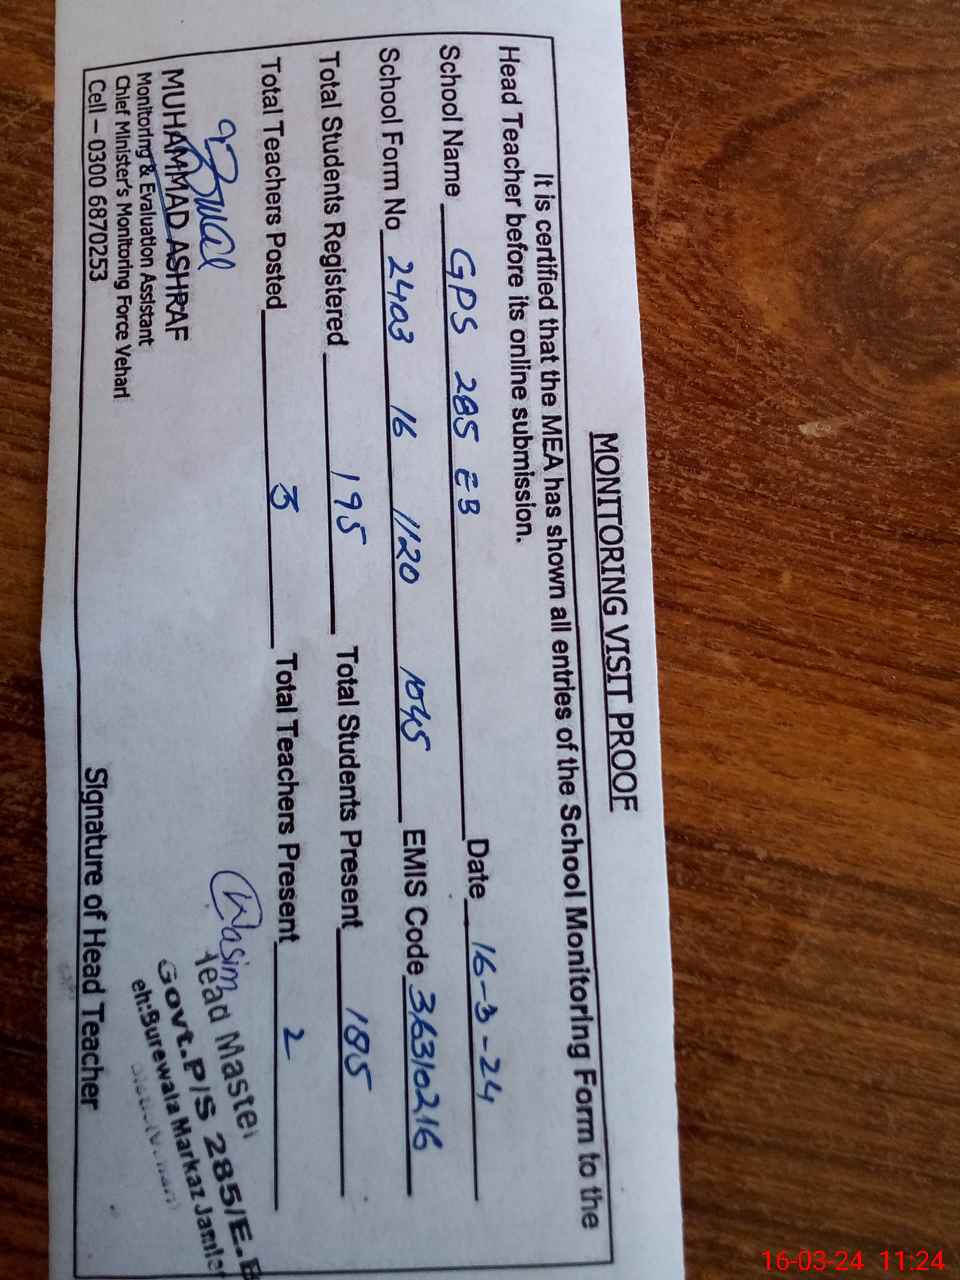 MONITORING VISIT PROOF
It is certified that the MEA has shown all entries of the School Monitoring Form to the
Head Teacher before its online submission.
School Name GPS 285 EB Date 16-3-24
School Form No 2403 16 1120 1045 EMIS Code 36310216
Total Students Registered 195 Total Students Present 185
Total Teachers Posted 3 Total Teachers Present 2
Wasim
MUHAMMAD ASHRAF
Monitoring & Evaluation Assistant
Chief Minister's Monitoring Force Vehari
Cell – 0300 6870253
Head Master
Govt.P/S 285/E.B
eh:Burewala Markaz Jamle
Signature of Head Teacher
16-03-24 11:24